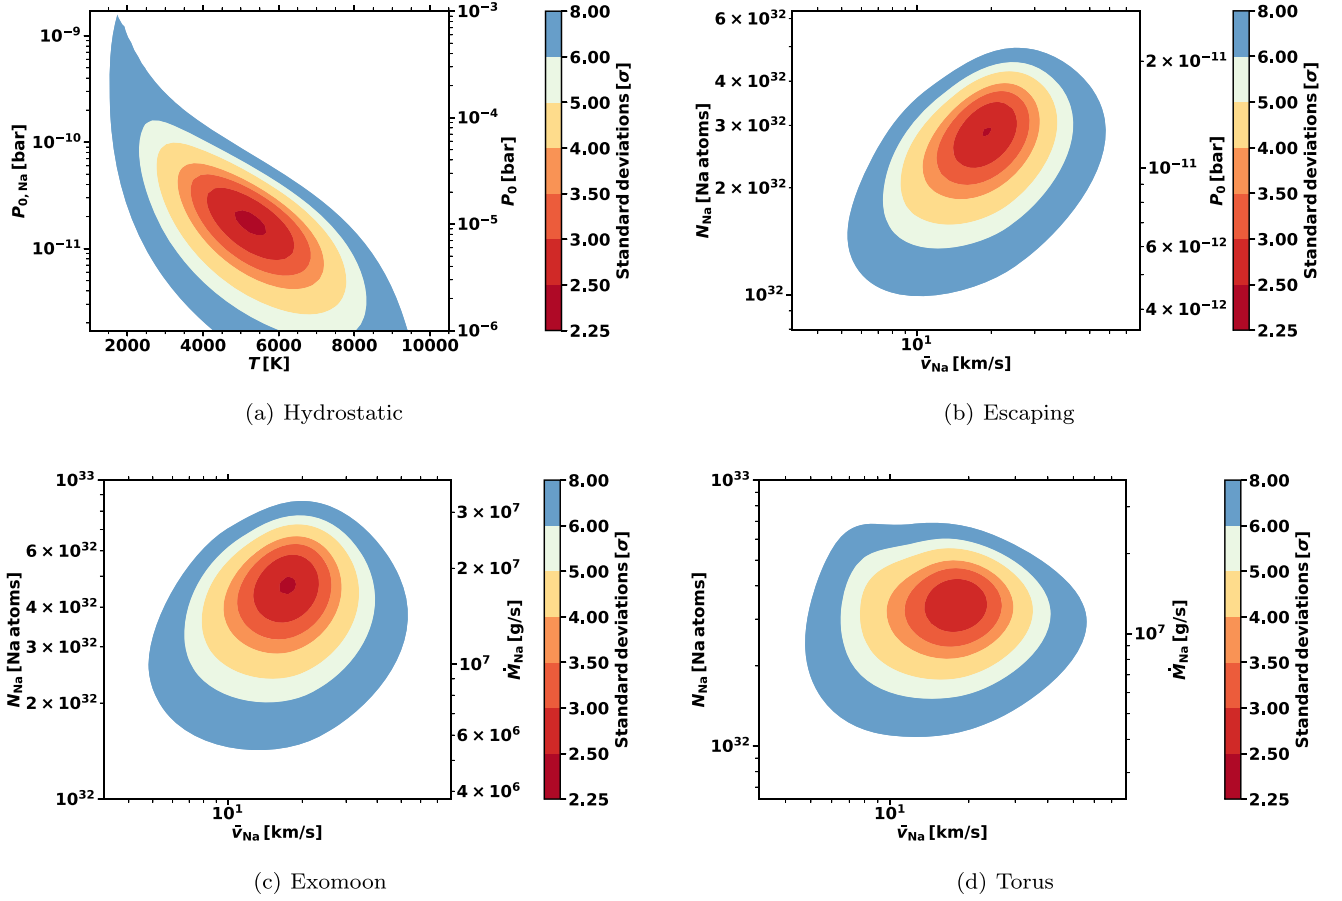 10⁻⁹
10⁻¹⁰
10⁻¹¹
P₀, Na [bar]
2000 4000 6000 8000 10000
T [K]
10⁻³
10⁻⁴
10⁻⁵
10⁻⁶
P₀ [bar]
8.00
6.00
5.00
4.00
3.50
3.00
2.50
2.25
Standard deviations [σ]
(a) Hydrostatic
6 × 10³²
4 × 10³²
3 × 10³²
2 × 10³²
10³²
N_Na [Na atoms]
10¹
v̄_Na [km/s]
2 × 10⁻¹¹
10⁻¹¹
6 × 10⁻¹²
4 × 10⁻¹²
P₀ [bar]
8.00
6.00
5.00
4.00
3.50
3.00
2.50
2.25
Standard deviations [σ]
(b) Escaping
10³³
6 × 10³²
4 × 10³²
3 × 10³²
2 × 10³²
10³²
N_Na [Na atoms]
10¹
v̄_Na [km/s]
3 × 10⁷
2 × 10⁷
10⁷
6 × 10⁶
4 × 10⁶
Ṁ_Na [g/s]
8.00
6.00
5.00
4.00
3.50
3.00
2.50
2.25
Standard deviations [σ]
(c) Exomoon
10³³
10³²
N_Na [Na atoms]
10¹
v̄_Na [km/s]
10⁷
Ṁ_Na [g/s]
8.00
6.00
5.00
4.00
3.50
3.00
2.50
2.25
Standard deviations [σ]
(d) Torus